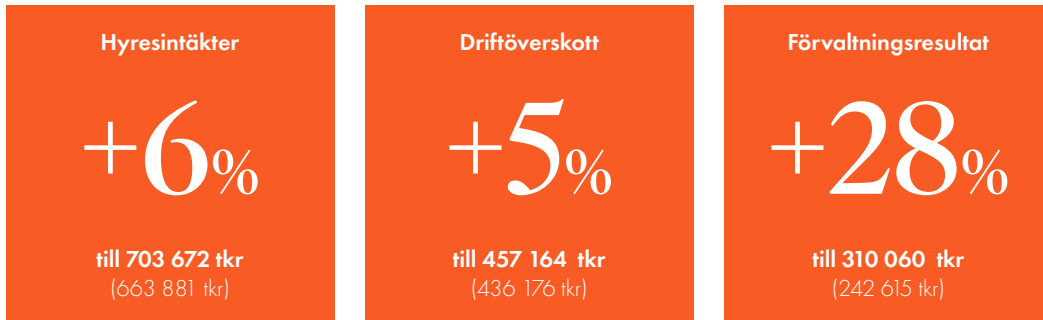 Hyresintäkter
+6%
till 703 672 tkr
(663 881 tkr)
Driftöverskott
+5%
till 457 164 tkr
(436 176 tkr)
Förvaltningsresultat
+28%
till 310 060 tkr
(242 615 tkr)